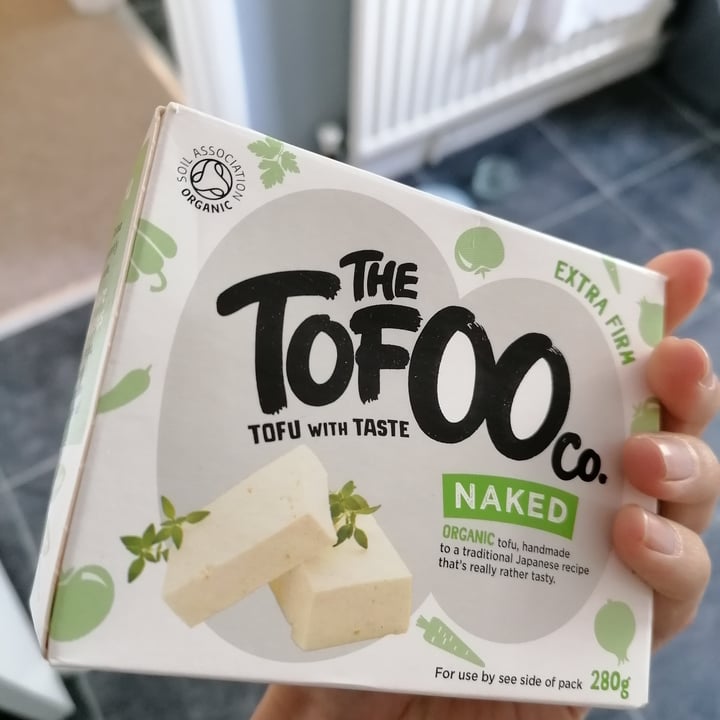 SOIL ASSOCIATION
ORGANIC
THE
TOFOO
Co.
TOFU WITH TASTE
EXTRA FIRM
NAKED
ORGANIC tofu, handmade
to a traditional Japanese recipe
that's really rather tasty.
For use by see side of pack 280g